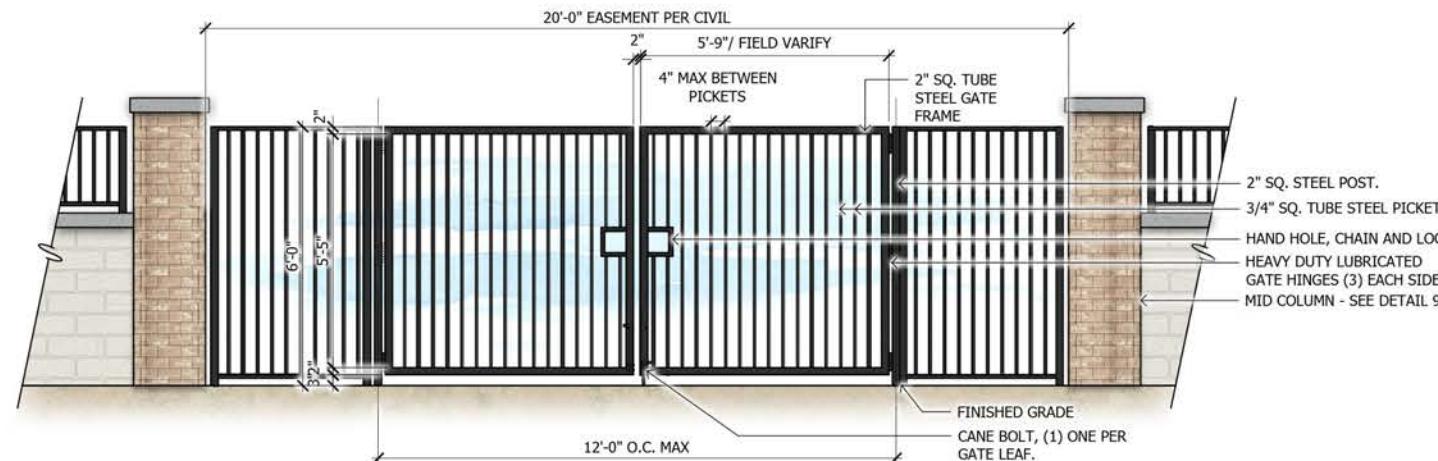 20'-0" EASEMENT PER CIVIL
2"
5'-9"/ FIELD VARIFY
4" MAX BETWEEN
PICKETS
2" SQ. TUBE
STEEL GATE
FRAME
2"
6'-0"
5'-5"
3"
2"
2" SQ. STEEL POST.
3/4" SQ. TUBE STEEL PICKET
HAND HOLE, CHAIN AND LOC
HEAVY DUTY LUBRICATED
GATE HINGES (3) EACH SIDE
MID COLUMN - SEE DETAIL 9
FINISHED GRADE
CANE BOLT, (1) ONE PER
GATE LEAF.
12'-0" O.C. MAX